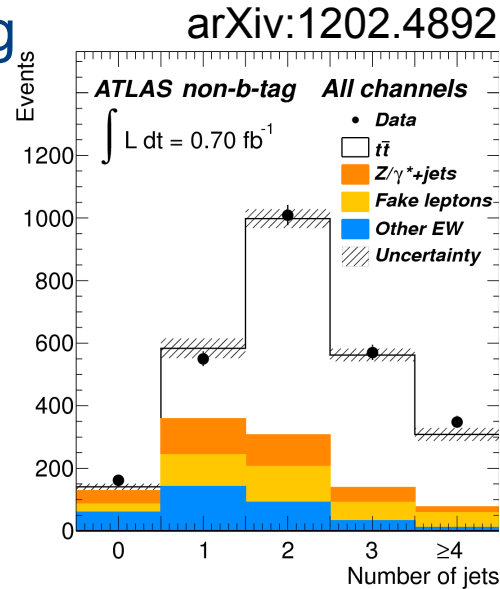 g
arXiv:1202.4892
Events
ATLAS non-b-tag All channels
∫ L dt = 0.70 fb⁻¹
Data
tt̄
Z/γ*+jets
Fake leptons
Other EW
Uncertainty
1200
1000
800
600
400
200
0
0 1 2 3 ≥4
Number of jets